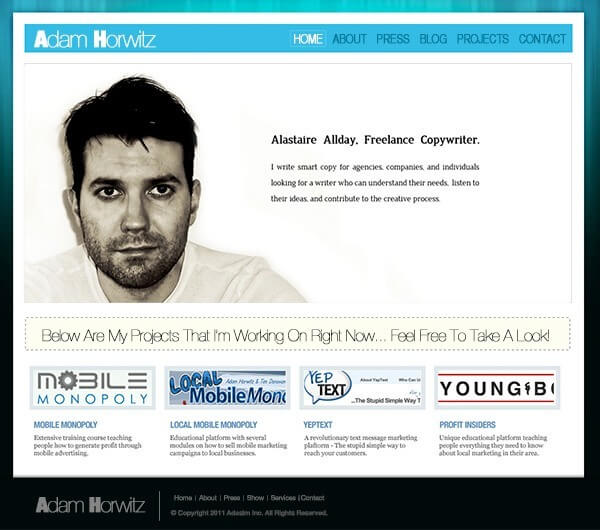 Adam Horwitz
HOME ABOUT PRESS BLOG PROJECTS CONTACT
Alastaire Allday, Freelance Copywriter.
I write smart copy for agencies, companies, and individuals
looking for a writer who can understand their needs, listen to
their ideas, and contribute to the creative process.
Below Are My Projects That I'm Working On Right Now... Feel Free To Take A Look!
MOBILE
MONOPOLY
LOCAL
Adam Horwitz & Tim Donovan
Mobile Mono
YEP
TEXT
About YepText Who Can U
...The Stupid Simple Way T
YOUNG
MOBILE MONOPOLY
Extensive training course teaching
people how to generate profit through
mobile advertising.
LOCAL MOBILE MONOPOLY
Educational platform with several
modules on how to sell mobile marketing
campaigns to local businesses.
YEPTEXT
A revolutionary text message marketing
platform - The stupid simple way to
reach your customers.
PROFIT INSIDERS
Unique educational platform teaching
people everything they need to know
about local marketing in their area.
Adam Horwitz
Home | About | Press | Show | Services | Contact
© Copyright 2011 Adasim Inc. All Rights Reserved.